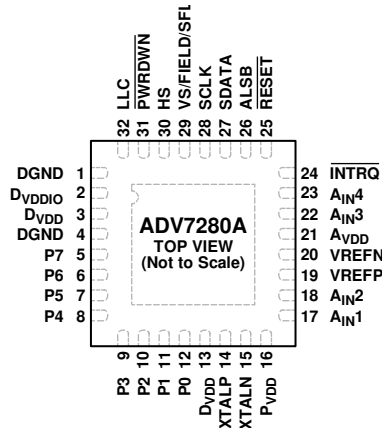 LLC
PWRDWN
HS
VS/FIELD/SFL
SCLK
SDATA
ALSB
RESET
32 31 30 29 28 27 26 25
DGND 1
DVDDIO 2
DVDD 3
DGND 4
P7 5
P6 6
P5 7
P4 8
ADV7280A
TOP VIEW
(Not to Scale)
24 INTRQ
23 AIN4
22 AIN3
21 AVDD
20 VREFN
19 VREFP
18 AIN2
17 AIN1
9 10 11 12 13 14 15 16
P3
P2
P1
P0
DVDD
XTALP
XTALN
PVDD